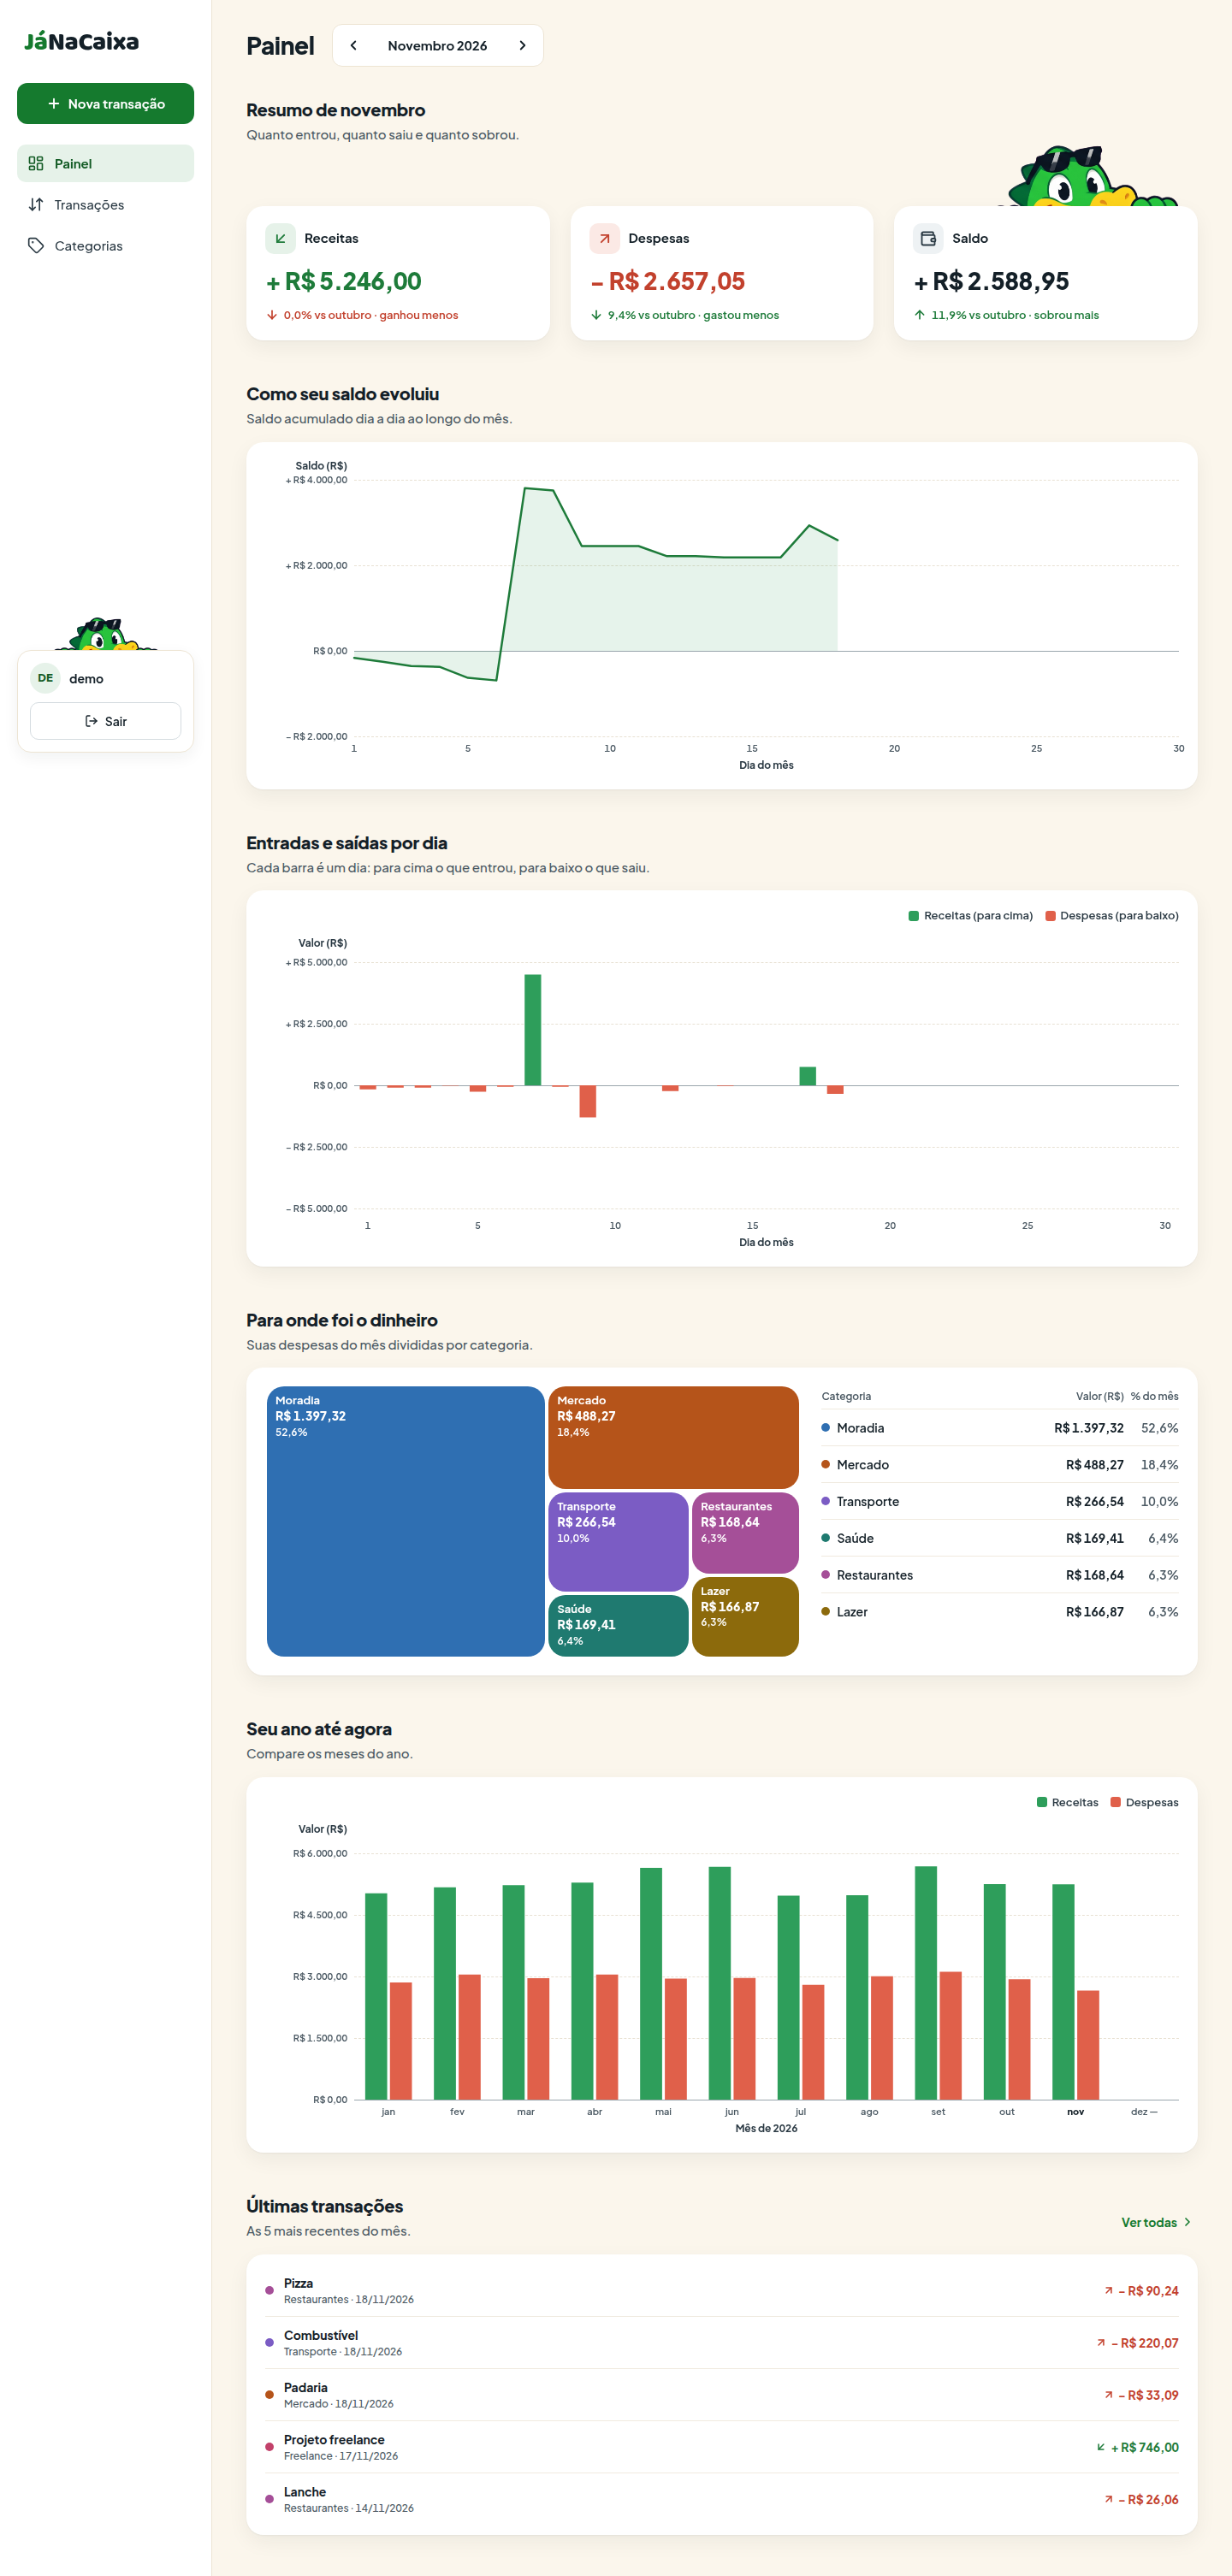 JáNaCaixa
Nova transação
Painel
Transações
Categorias
DE demo
Sair
Painel
Novembro 2026
Resumo de novembro
Quanto entrou, quanto saiu e quanto sobrou.
Receitas
+ R$ 5.246,00
0,0% vs outubro · ganhou menos
Despesas
− R$ 2.657,05
9,4% vs outubro · gastou menos
Saldo
+ R$ 2.588,95
11,9% vs outubro · sobrou mais
Como seu saldo evoluiu
Saldo acumulado dia a dia ao longo do mês.
Saldo (R$)
+ R$ 4.000,00
+ R$ 2.000,00
R$ 0,00
− R$ 2.000,00
1 5 10 15 20 25 30
Dia do mês
Entradas e saídas por dia
Cada barra é um dia: para cima o que entrou, para baixo o que saiu.
Receitas (para cima) Despesas (para baixo)
Valor (R$)
+ R$ 5.000,00
+ R$ 2.500,00
R$ 0,00
− R$ 2.500,00
− R$ 5.000,00
1 5 10 15 20 25 30
Dia do mês
Para onde foi o dinheiro
Suas despesas do mês divididas por categoria.
Moradia
R$ 1.397,32
52,6%
Mercado
R$ 488,27
18,4%
Transporte
R$ 266,54
10,0%
Restaurantes
R$ 168,64
6,3%
Saúde
R$ 169,41
6,4%
Lazer
R$ 166,87
6,3%
Categoria Valor (R$) % do mês
Moradia R$ 1.397,32 52,6%
Mercado R$ 488,27 18,4%
Transporte R$ 266,54 10,0%
Saúde R$ 169,41 6,4%
Restaurantes R$ 168,64 6,3%
Lazer R$ 166,87 6,3%
Seu ano até agora
Compare os meses do ano.
Receitas Despesas
Valor (R$)
R$ 6.000,00
R$ 4.500,00
R$ 3.000,00
R$ 1.500,00
R$ 0,00
jan fev mar abr mai jun jul ago set out nov dez —
Mês de 2026
Últimas transações
As 5 mais recentes do mês.
Ver todas
Pizza
Restaurantes · 18/11/2026
− R$ 90,24
Combustível
Transporte · 18/11/2026
− R$ 220,07
Padaria
Mercado · 18/11/2026
− R$ 33,09
Projeto freelance
Freelance · 17/11/2026
+ R$ 746,00
Lanche
Restaurantes · 14/11/2026
− R$ 26,06